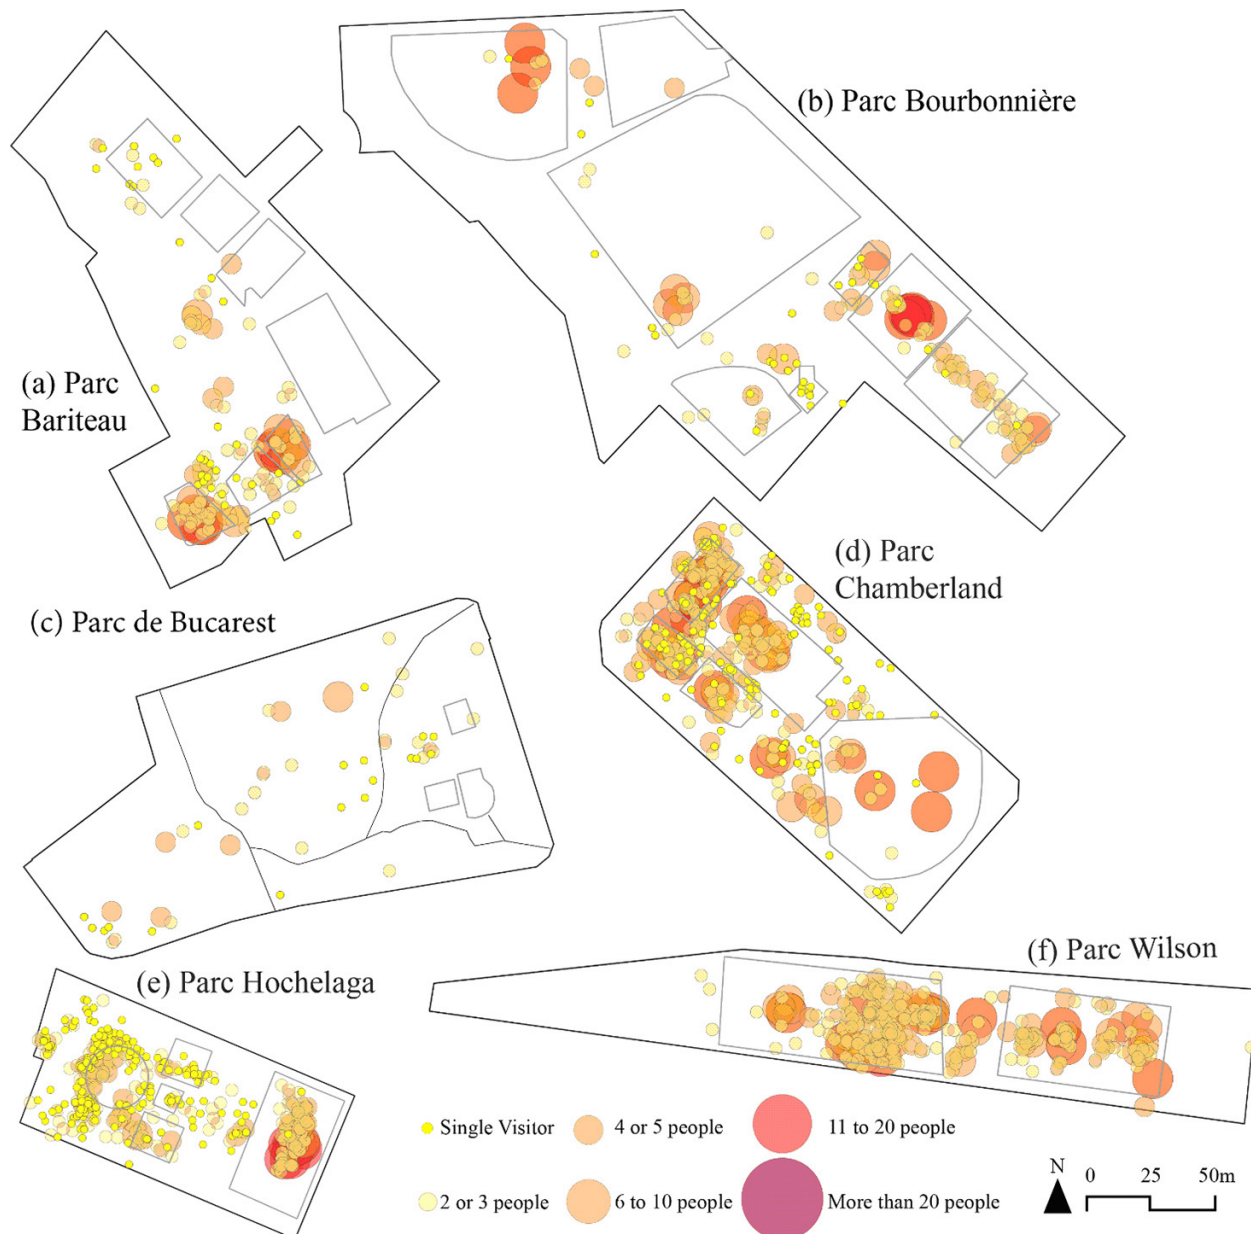 (b) Parc Bourbonnière
(a) Parc
Bariteau
(d) Parc
Chamberland
(c) Parc de Bucarest
(f) Parc Wilson
(e) Parc Hochelaga
Single Visitor
4 or 5 people
11 to 20 people
2 or 3 people
6 to 10 people
More than 20 people
N
0 25 50m